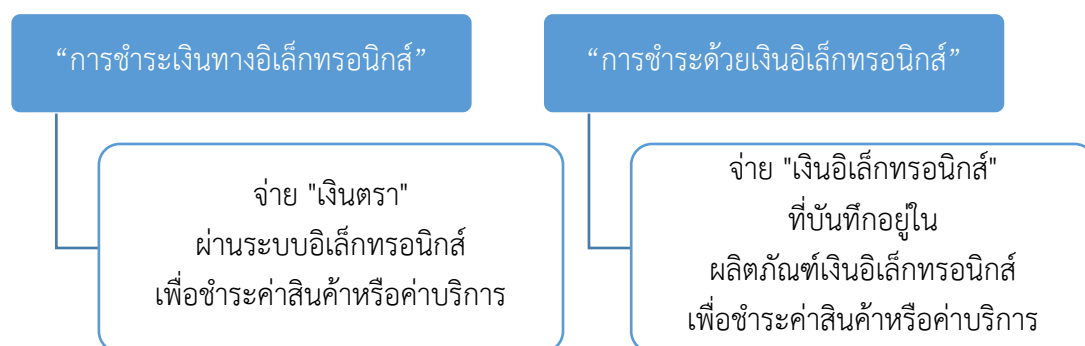 “การชำระเงินทางอิเล็กทรอนิกส์”
จ่าย "เงินตรา"
ผ่านระบบอิเล็กทรอนิกส์
เพื่อชำระค่าสินค้าหรือค่าบริการ
“การชำระด้วยเงินอิเล็กทรอนิกส์”
จ่าย "เงินอิเล็กทรอนิกส์"
ที่บันทึกอยู่ใน
ผลิตภัณฑ์เงินอิเล็กทรอนิกส์
เพื่อชำระค่าสินค้าหรือค่าบริการ